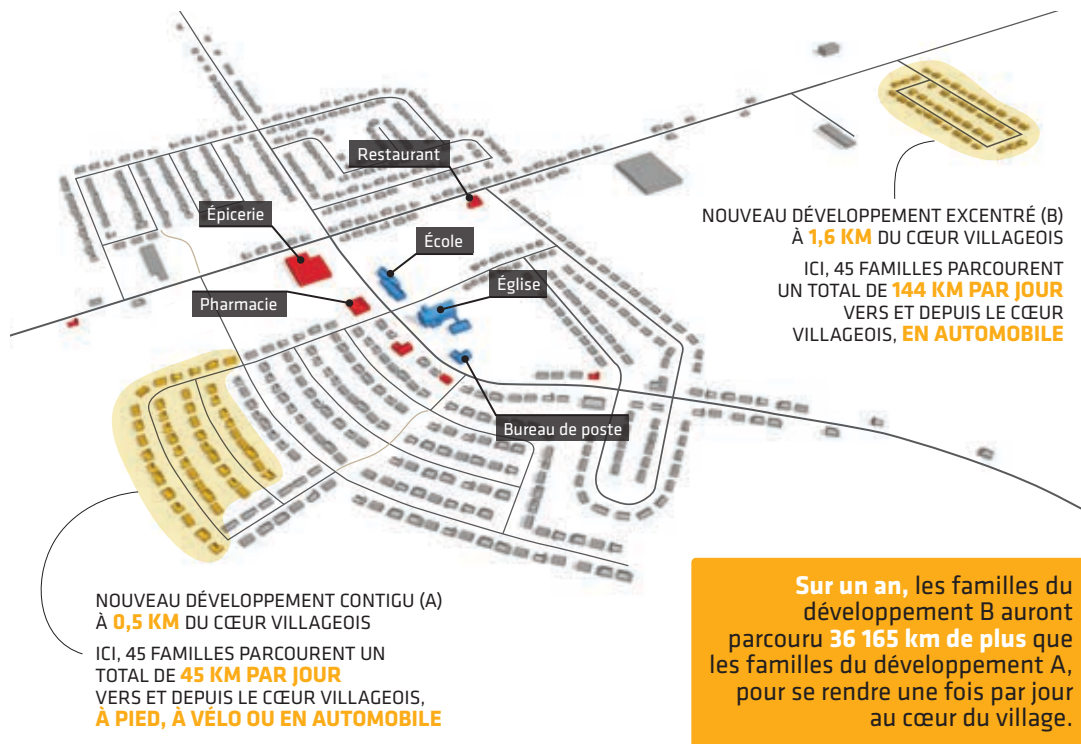 Restaurant
Épicerie
École
Église
Pharmacie
Bureau de poste
NOUVEAU DÉVELOPPEMENT EXCENTRÉ (B)
À 1,6 KM DU CŒUR VILLAGEOIS
ICI, 45 FAMILLES PARCOURENT
UN TOTAL DE 144 KM PAR JOUR
VERS ET DEPUIS LE CŒUR
VILLAGEOIS, EN AUTOMOBILE
NOUVEAU DÉVELOPPEMENT CONTIGU (A)
À 0,5 KM DU CŒUR VILLAGEOIS
ICI, 45 FAMILLES PARCOURENT UN
TOTAL DE 45 KM PAR JOUR
VERS ET DEPUIS LE CŒUR VILLAGEOIS,
À PIED, À VÉLO OU EN AUTOMOBILE
Sur un an, les familles du
développement B auront
parcouru 36 165 km de plus que
les familles du développement A,
pour se rendre une fois par jour
au cœur du village.